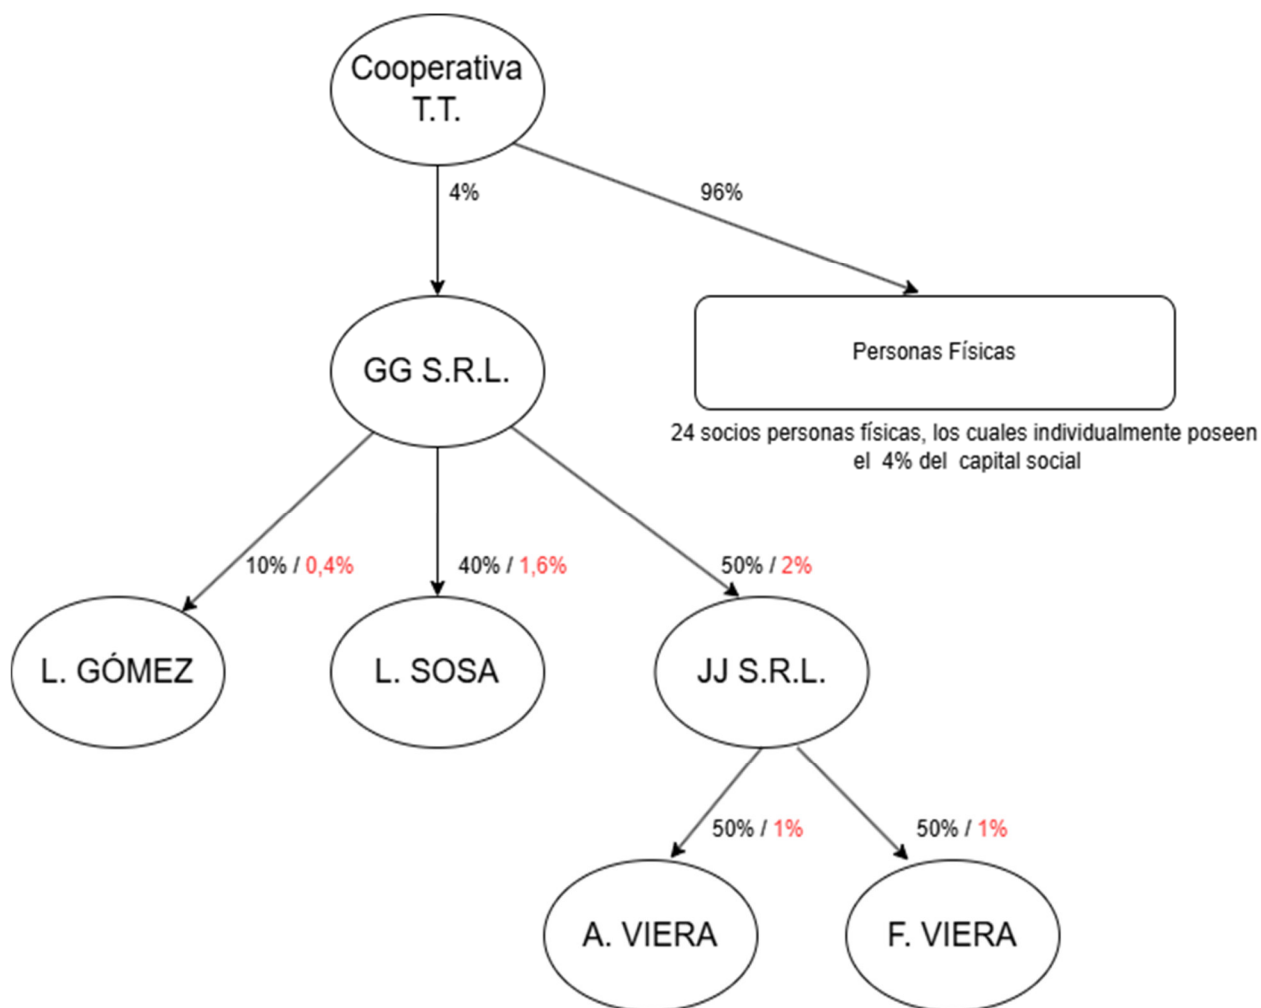 Cooperativa
T.T.
4%
96%
GG S.R.L.
Personas Físicas
24 socios personas físicas, los cuales individualmente poseen
el 4% del capital social
10% / 0,4%
40% / 1,6%
50% / 2%
L. GÓMEZ
L. SOSA
JJ S.R.L.
50% / 1%
50% / 1%
A. VIERA
F. VIERA